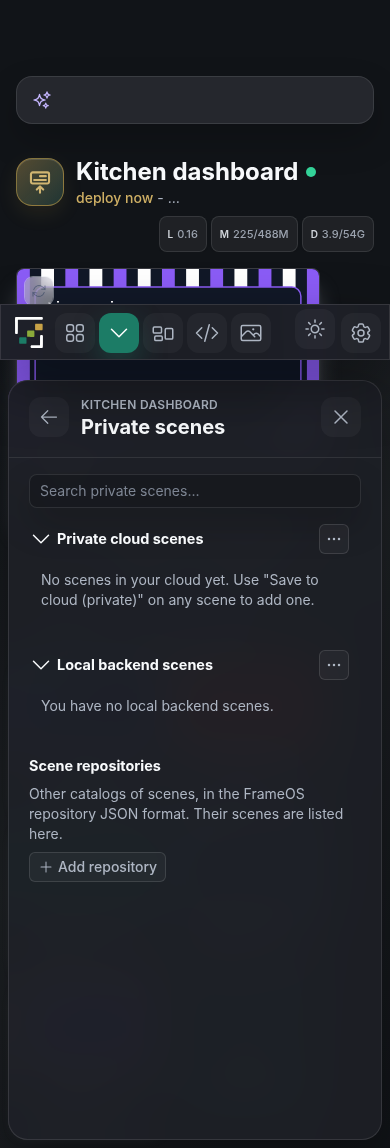 Kitchen dashboard
deploy now - ...
L 0.16 M 225/488M D 3.9/54G
KITCHEN DASHBOARD
Private scenes
Search private scenes...
Private cloud scenes
No scenes in your cloud yet. Use "Save to
cloud (private)" on any scene to add one.
Local backend scenes
You have no local backend scenes.
Scene repositories
Other catalogs of scenes, in the FrameOS
repository JSON format. Their scenes are listed
here.
Add repository